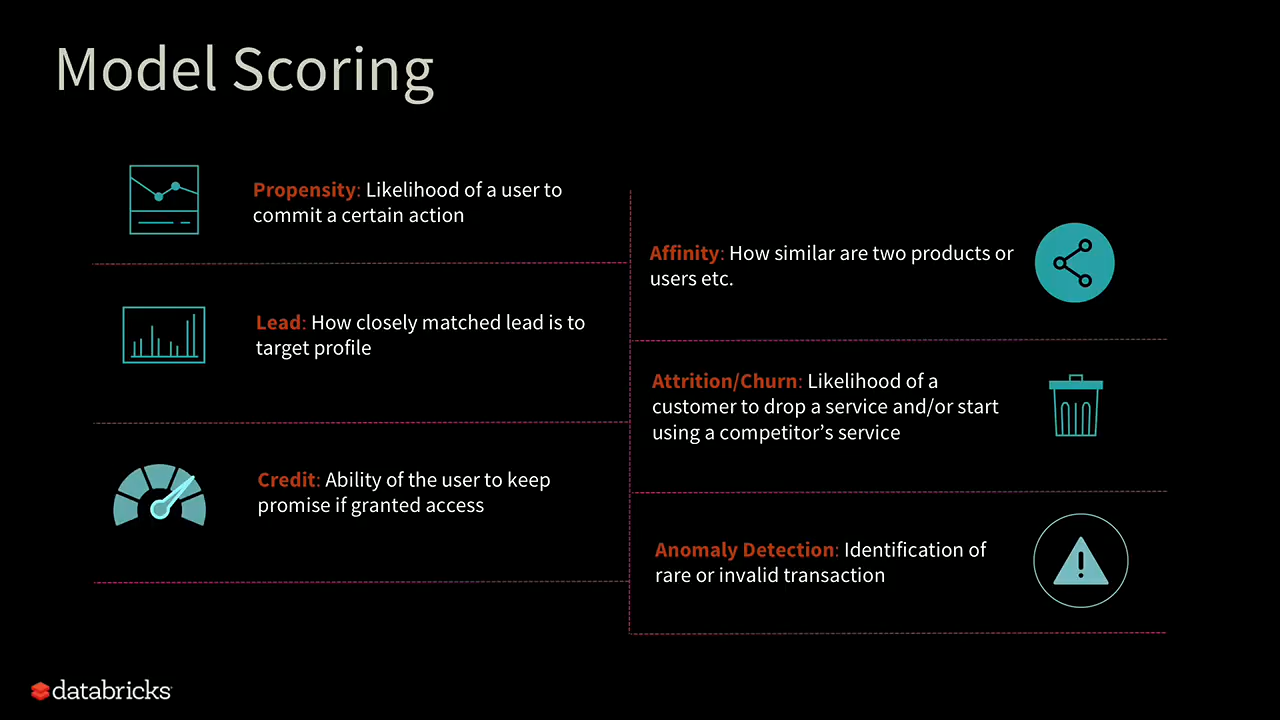 Model Scoring
Propensity: Likelihood of a user to
commit a certain action
Lead: How closely matched lead is to
target profile
Credit: Ability of the user to keep
promise if granted access
Affinity: How similar are two products or
users etc.
Attrition/Churn: Likelihood of a
customer to drop a service and/or start
using a competitor’s service
Anomaly Detection: Identification of
rare or invalid transaction
databricks